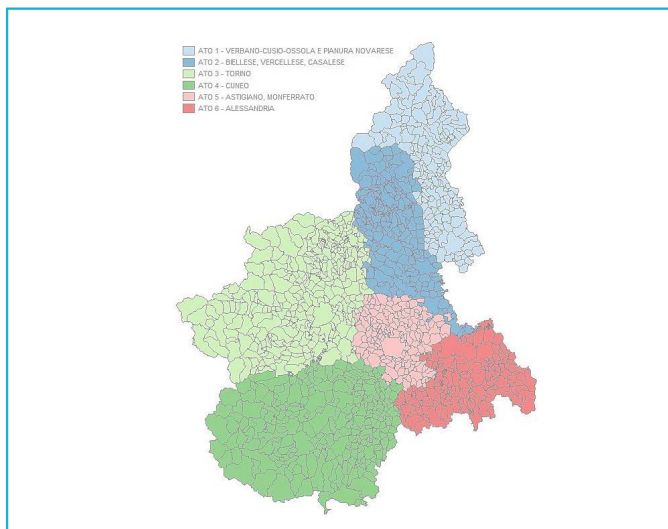 ATO 1 - VERBANO-CUSIO-OSSOLA E PIANURA NOVARESE
ATO 2 - BIELLESE, VERCELLESE, CASALESE
ATO 3 - TORINO
ATO 4 - CUNEO
ATO 5 - ASTIGIANO, MONFERRATO
ATO 6 - ALESSANDRIA